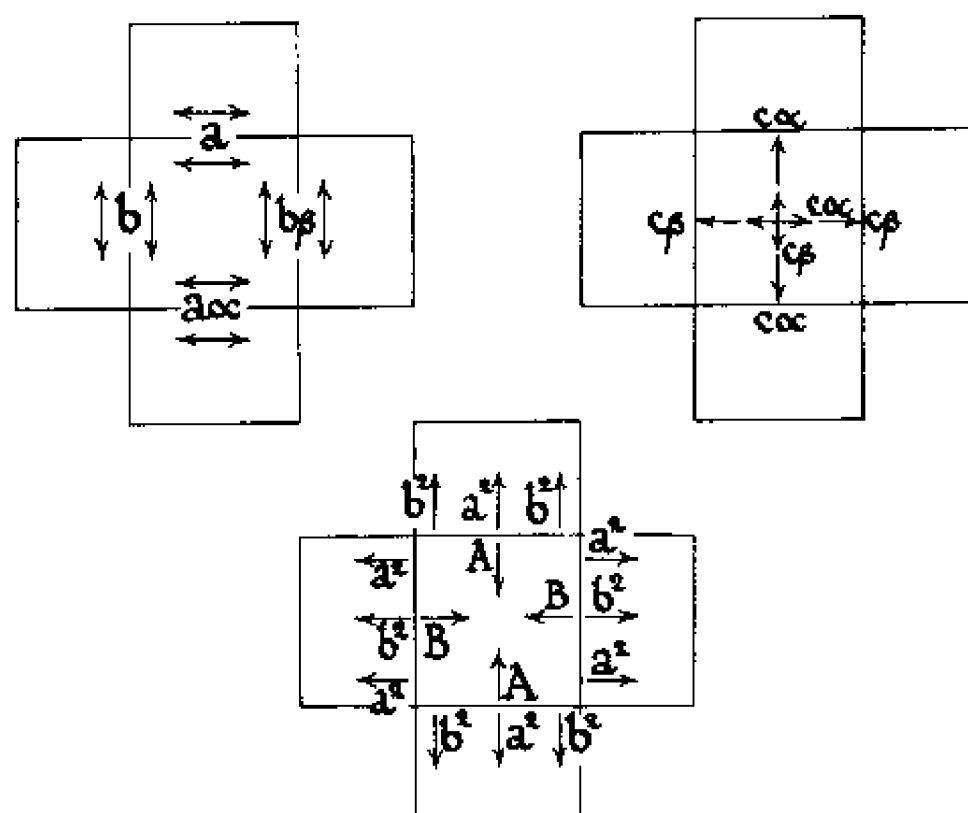 a
b bβ
aα
cα
cβ cα cβ
cβ
cα
b² a² b²
a² A a²
b² B B b²
a² A a²
b² a² b²